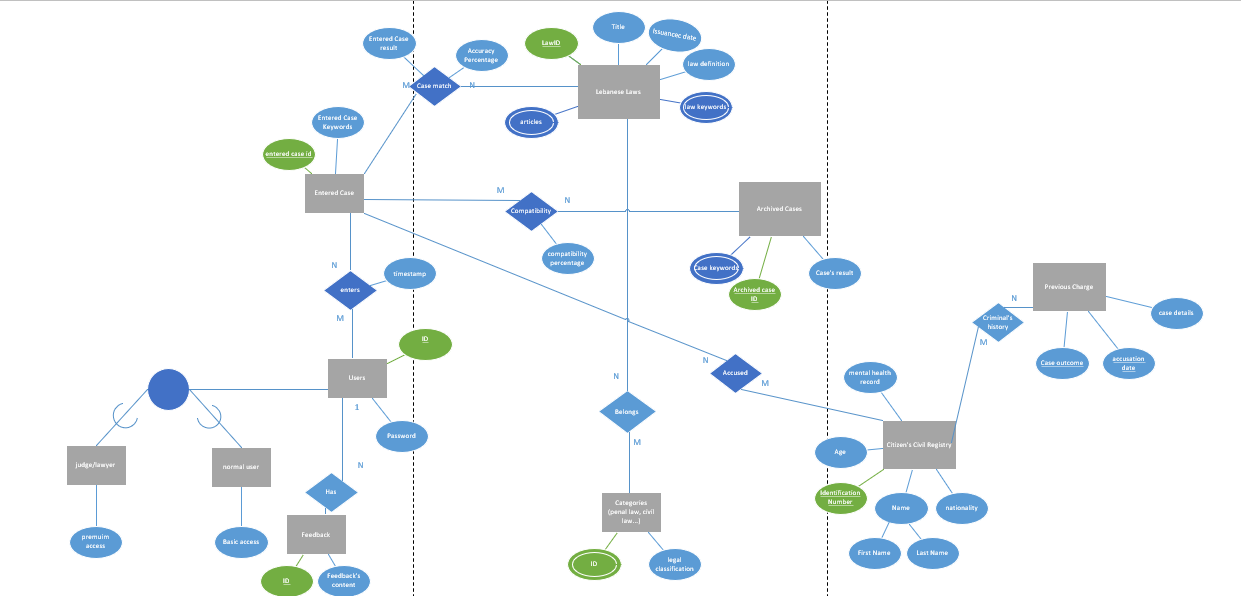 Entered Case
result
Accuracy
Percentage
M
Case match
N
LawID
Title
Issuancec date
law definition
Lebanese Laws
law keywords
articles
Entered Case
Keywords
entered case id
Entered Case
M
Compatibility
N
compatibility
percentage
Archived Cases
Case keywords
Archived case
ID
Case's result
N
enters
timestamp
M
ID
Users
1
Password
judge/lawyer
normal user
premuim
access
Basic access
N
Has
Feedback
ID
Feedback's
content
N
Belongs
M
Categories
(penal law, civil
law...)
ID
legal
classification
N
Accused
M
mental health
record
Age
Identification
Number
Citizen's Civil Registry
Name
nationality
First Name
Last Name
Criminal's
history
N
M
Previous Charge
case details
Case outcome
accusation
date